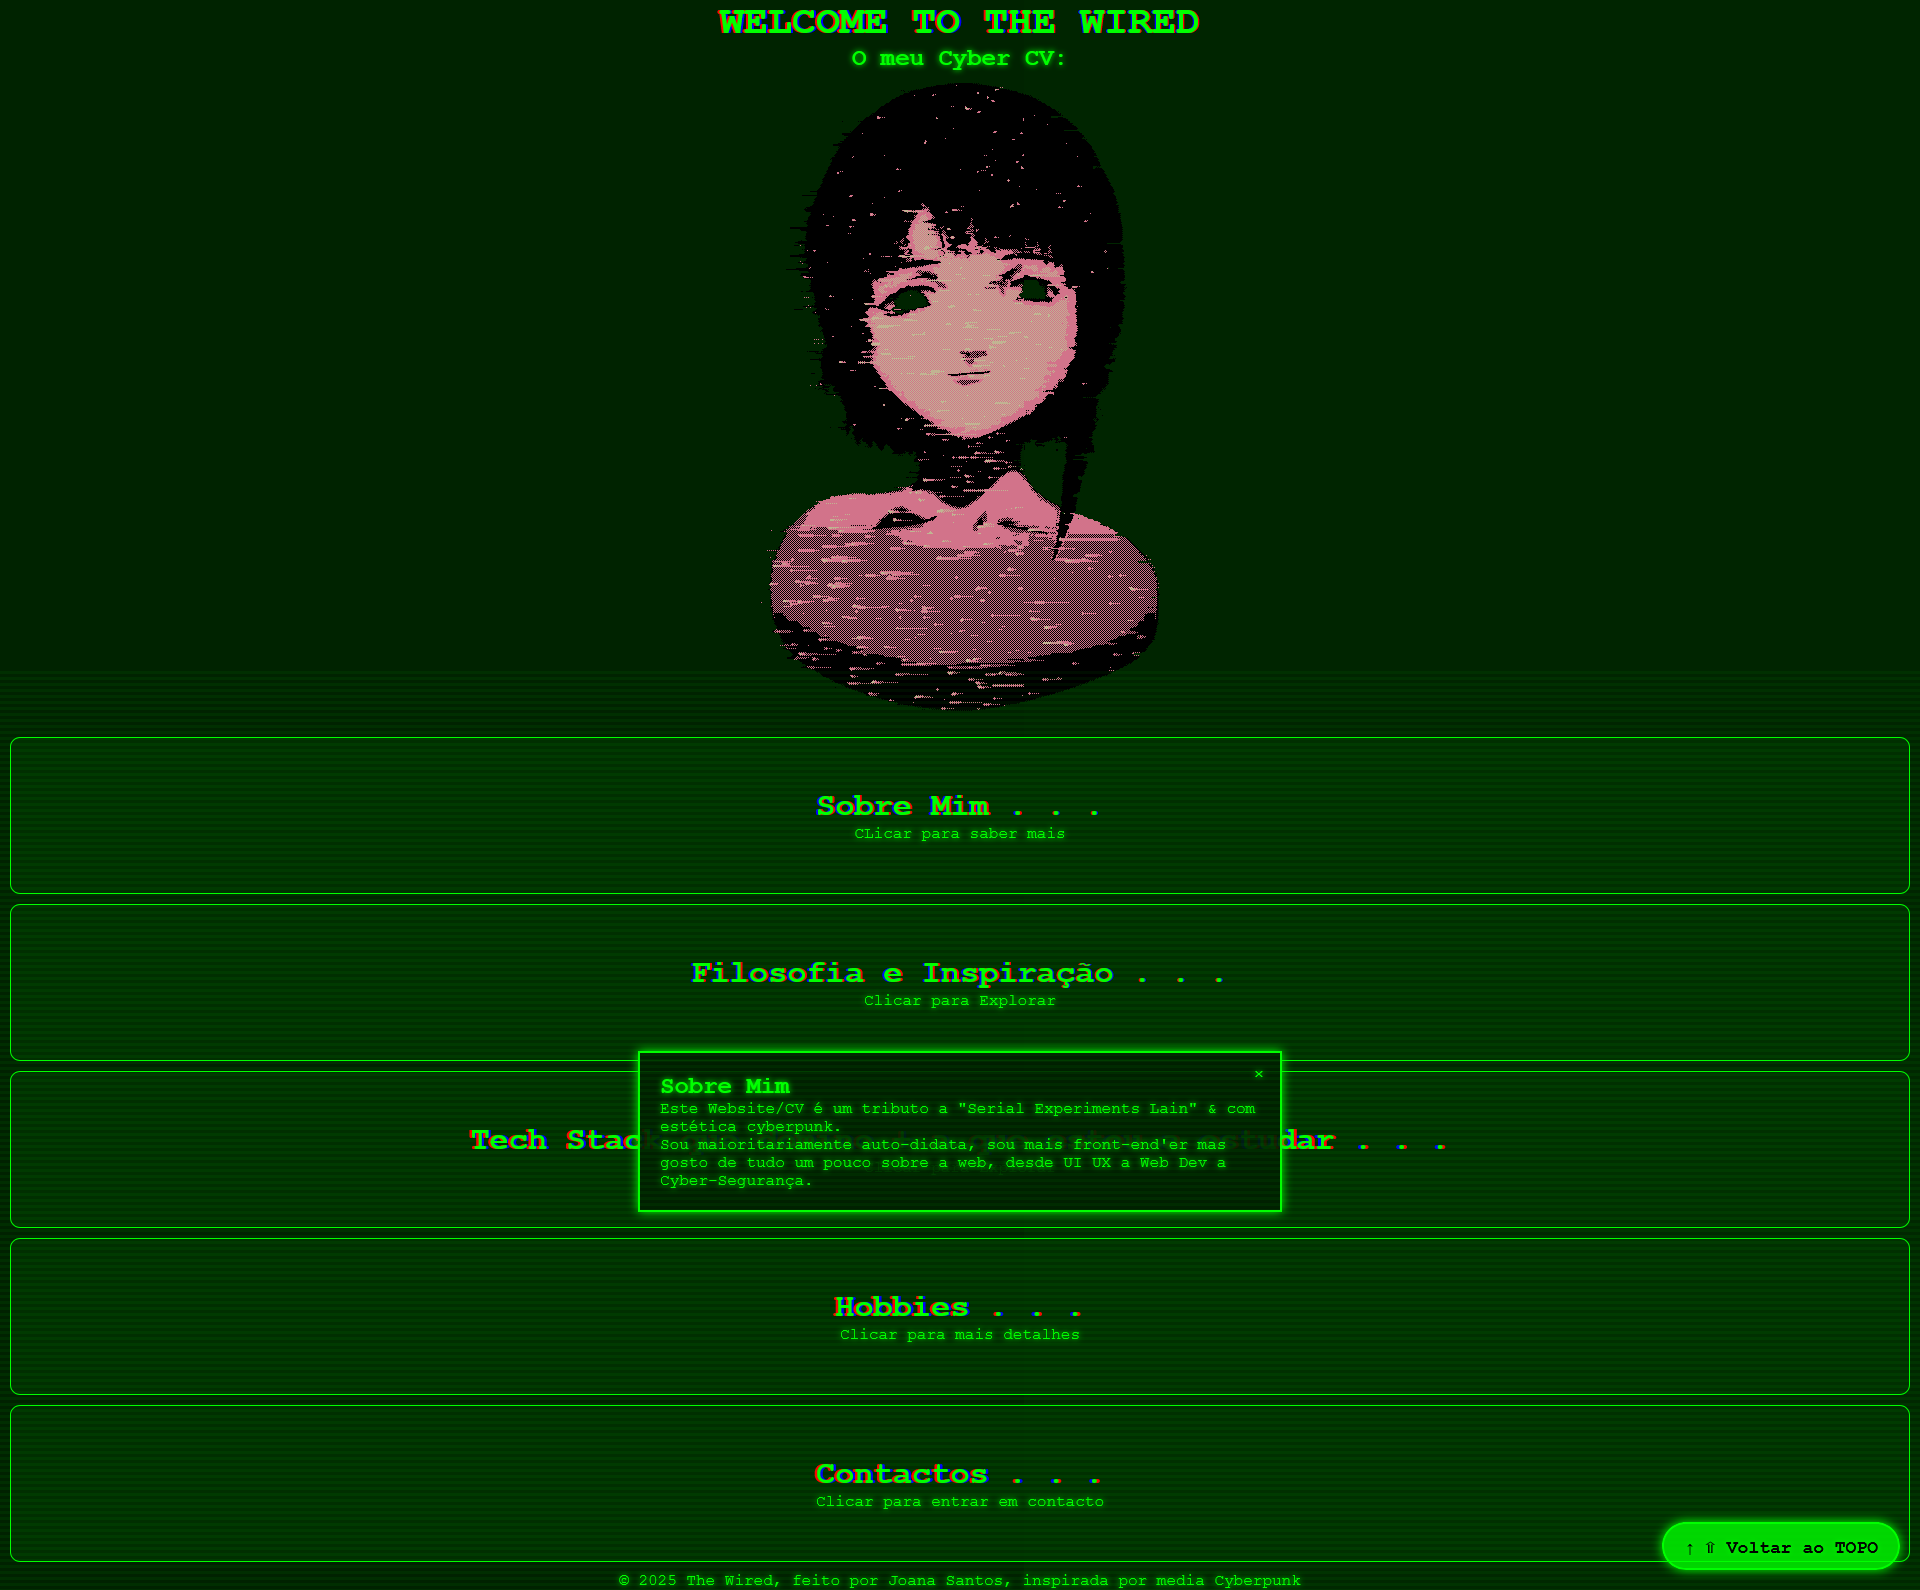 WELCOME TO THE WIRED
O meu Cyber CV:
Sobre Mim . . .
CLicar para saber mais
Filosofia e Inspiração . . .
Clicar para Explorar
×
Sobre Mim
Este Website/CV é um tributo a "Serial Experiments Lain" & com
estética cyberpunk.
Sou maioritariamente auto-didata, sou mais front-end'er mas
gosto de tudo um pouco sobre a web, desde UI UX a Web Dev a
Cyber-Segurança.
Tech Stack . . .
Hobbies . . .
Clicar para mais detalhes
Contactos . . .
Clicar para entrar em contacto
↑ ⇧ Voltar ao TOPO
© 2025 The Wired, feito por Joana Santos, inspirada por media Cyberpunk